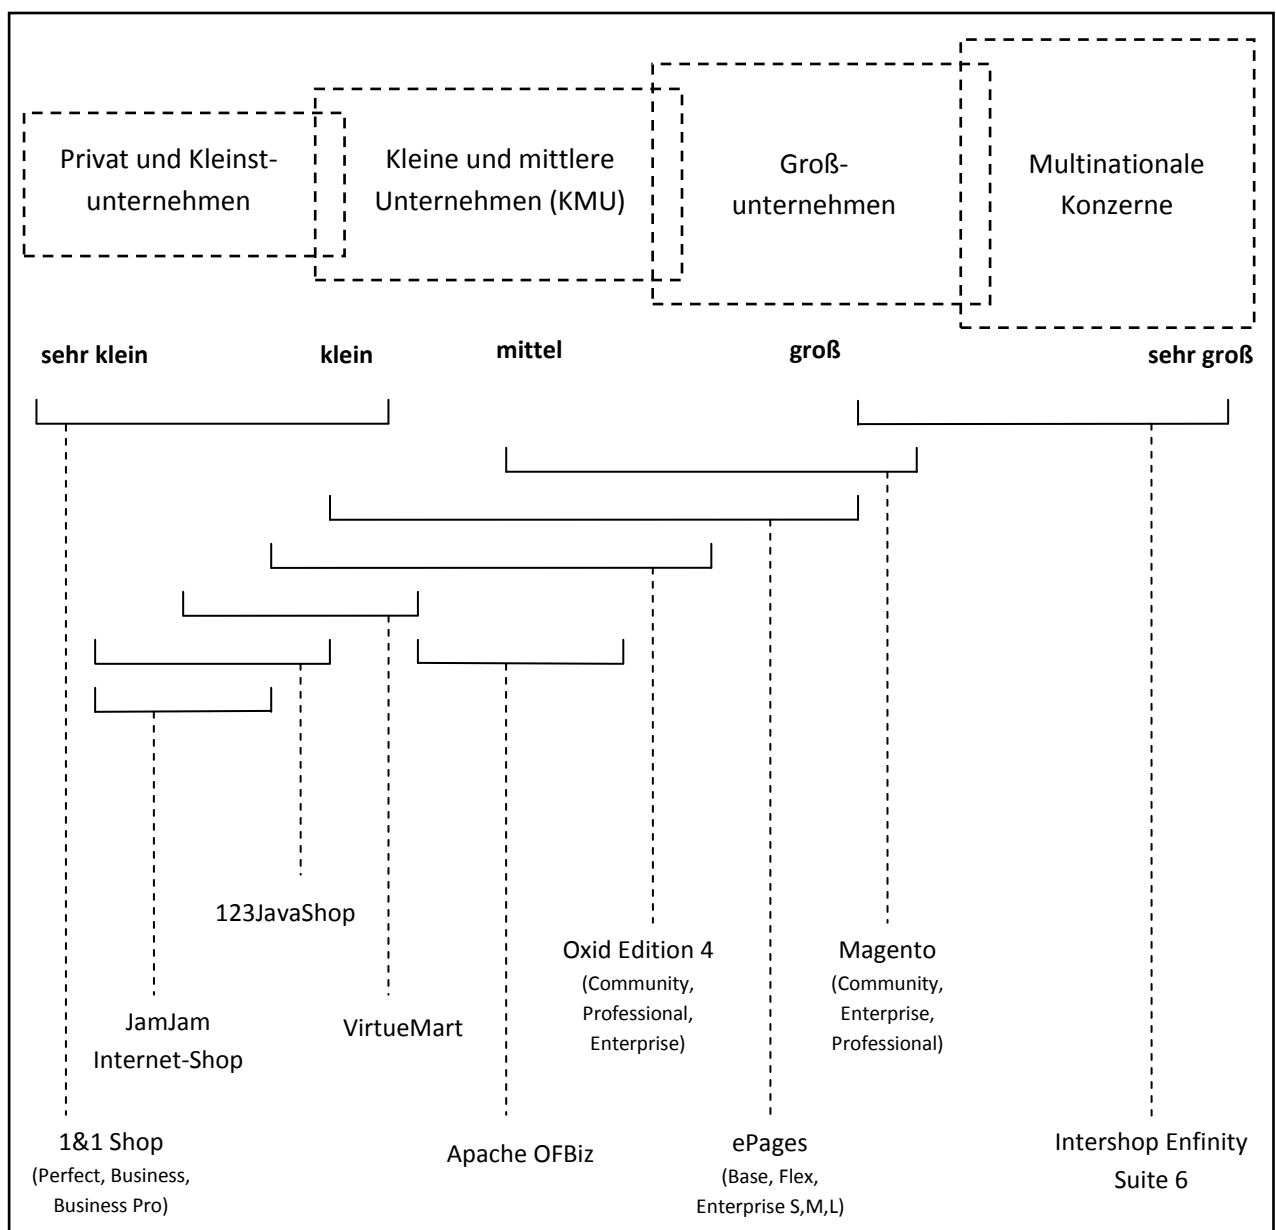 Privat und Kleinst-
unternehmen
Kleine und mittlere
Unternehmen (KMU)
Groß-
unternehmen
Multinationale
Konzerne
sehr klein
klein
mittel
groß
sehr groß
123JavaShop
Oxid Edition 4
(Community,
Professional,
Enterprise)
Magento
(Community,
Enterprise,
Professional)
JamJam
Internet-Shop
VirtueMart
1&1 Shop
(Perfect, Business,
Business Pro)
Apache OFBiz
ePages
(Base, Flex,
Enterprise S,M,L)
Intershop Enfinity
Suite 6